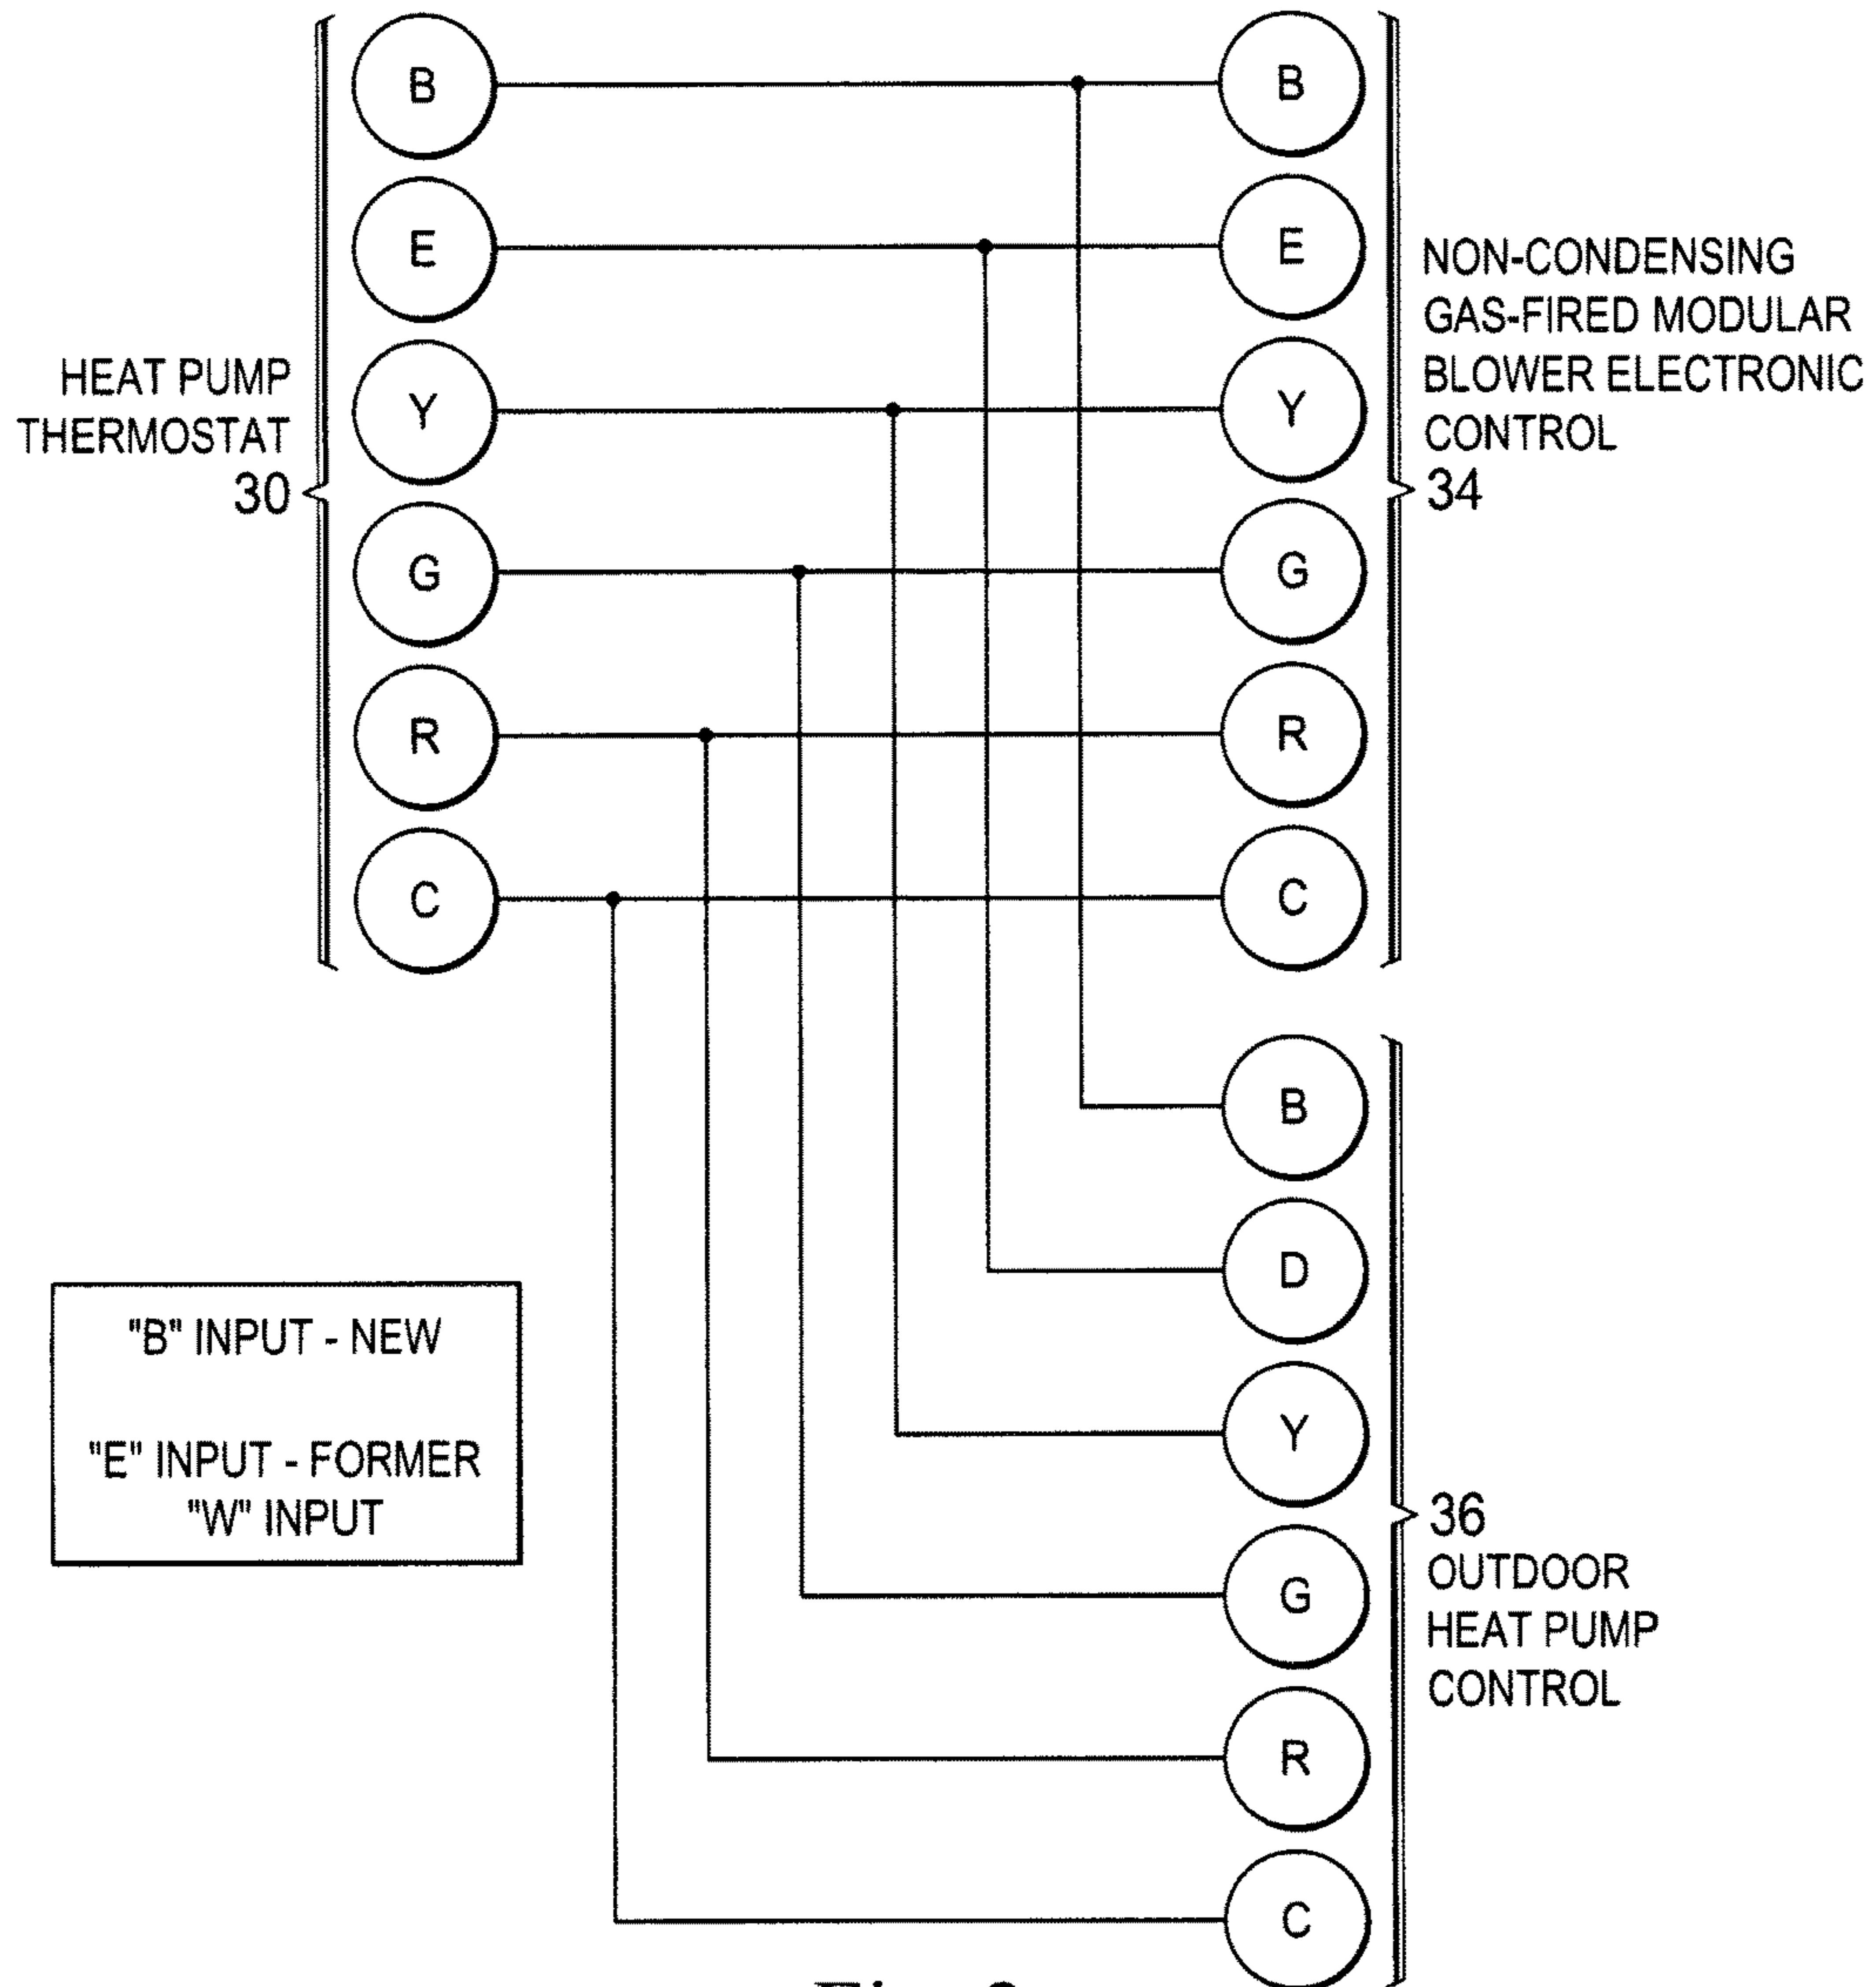 HEAT PUMP
THERMOSTAT
30
B
E
Y
G
R
C
B
E
Y
G
R
C
NON-CONDENSING
GAS-FIRED MODULAR
BLOWER ELECTRONIC
CONTROL
34
B
D
Y
G
R
C
36
OUTDOOR
HEAT PUMP
CONTROL
"B" INPUT - NEW
"E" INPUT - FORMER
"W" INPUT